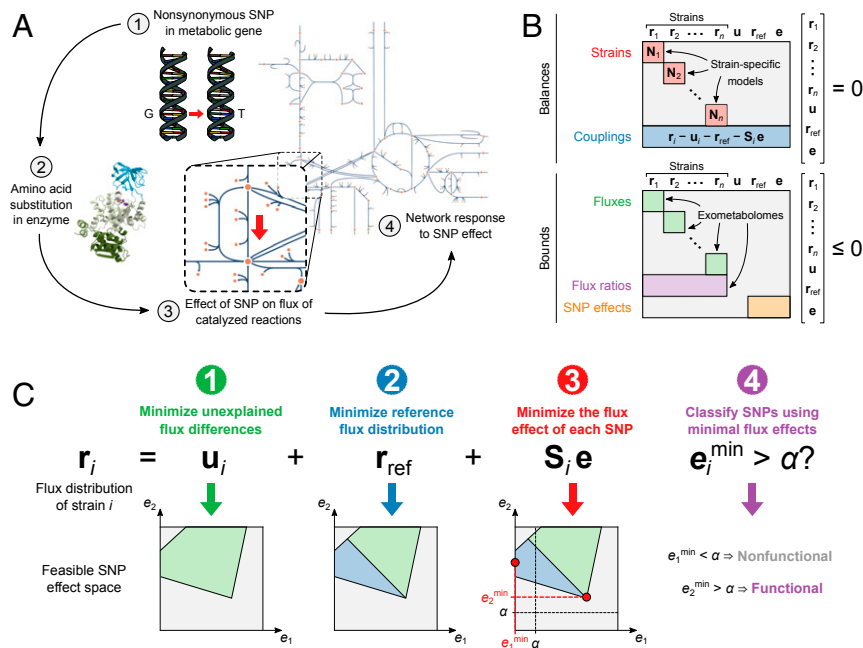 A
1 Nonsynonymous SNP
in metabolic gene
G
T
2
Amino acid
substitution
in enzyme
3 Effect of SNP on flux of
catalyzed reactions
4 Network response
to SNP effect
B
Strains
r1 r2 ··· rn u rref e
Balances
Strains
N1
N2
Nn
Strain-specific
models
Couplings
ri − ui − rref − Si e
r1
r2
⋮
rn
u
rref
e
= 0
Strains
r1 r2 ··· rn u rref e
Bounds
Fluxes
Exometabolomes
Flux ratios
SNP effects
r1
r2
⋮
rn
u
rref
e
≤ 0
C
1 2 3 4
Minimize unexplained
flux differences
Minimize reference
flux distribution
Minimize the flux
effect of each SNP
Classify SNPs using
minimal flux effects
ri = ui + rref + Si e
ei^min > α?
Flux distribution
of strain i
Feasible SNP
effect space
e2
e1
e2
e1
e2
e2^min
α
e1^min
α
e1
e1^min < α ⇒ Nonfunctional
e2^min > α ⇒ Functional